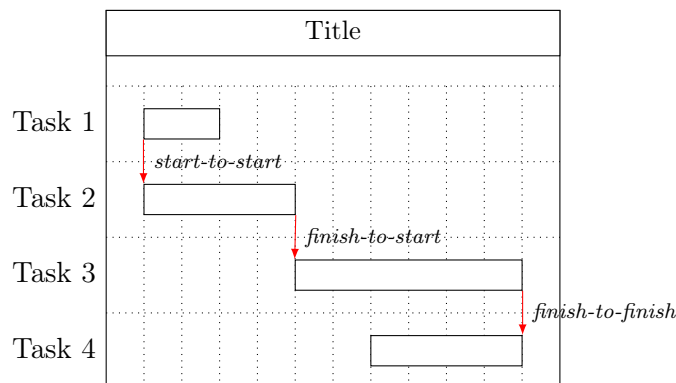 Title
Task 1
start-to-start
Task 2
finish-to-start
Task 3
finish-to-finish
Task 4